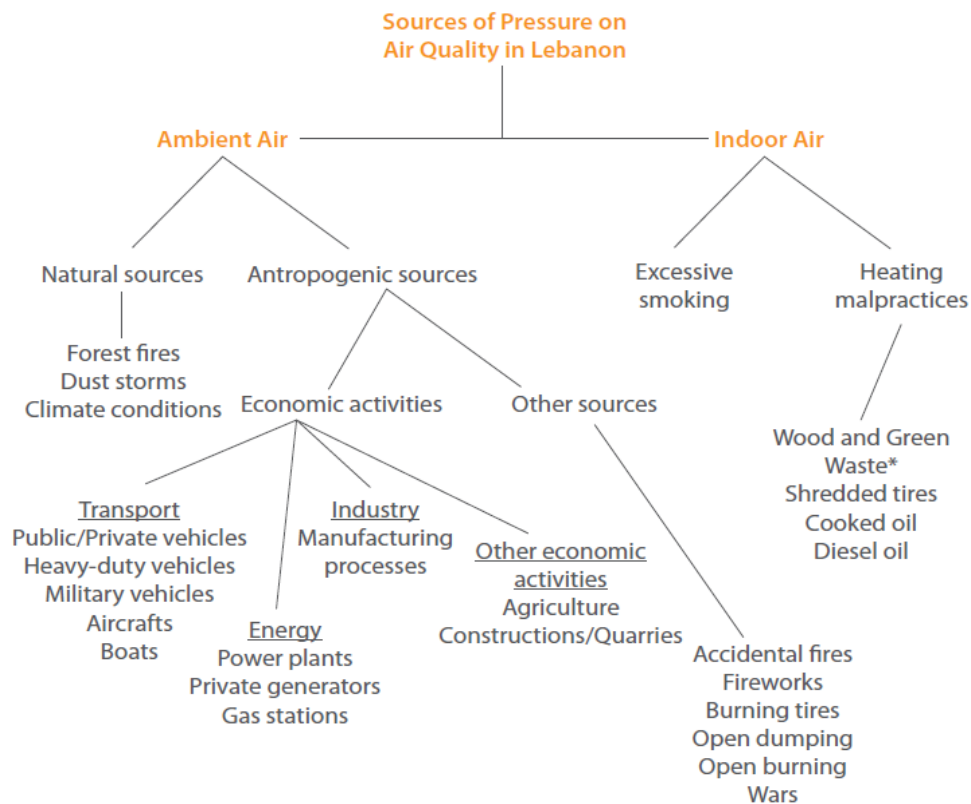 Sources of Pressure on
Air Quality in Lebanon
Ambient Air
Indoor Air
Natural sources
Antropogenic sources
Excessive
smoking
Heating
malpractices
Forest fires
Dust storms
Climate conditions
Economic activities
Other sources
Wood and Green
Waste*
Shredded tires
Cooked oil
Diesel oil
Transport
Public/Private vehicles
Heavy-duty vehicles
Military vehicles
Aircrafts
Boats
Industry
Manufacturing
processes
Other economic
activities
Agriculture
Constructions/Quarries
Energy
Power plants
Private generators
Gas stations
Accidental fires
Fireworks
Burning tires
Open dumping
Open burning
Wars